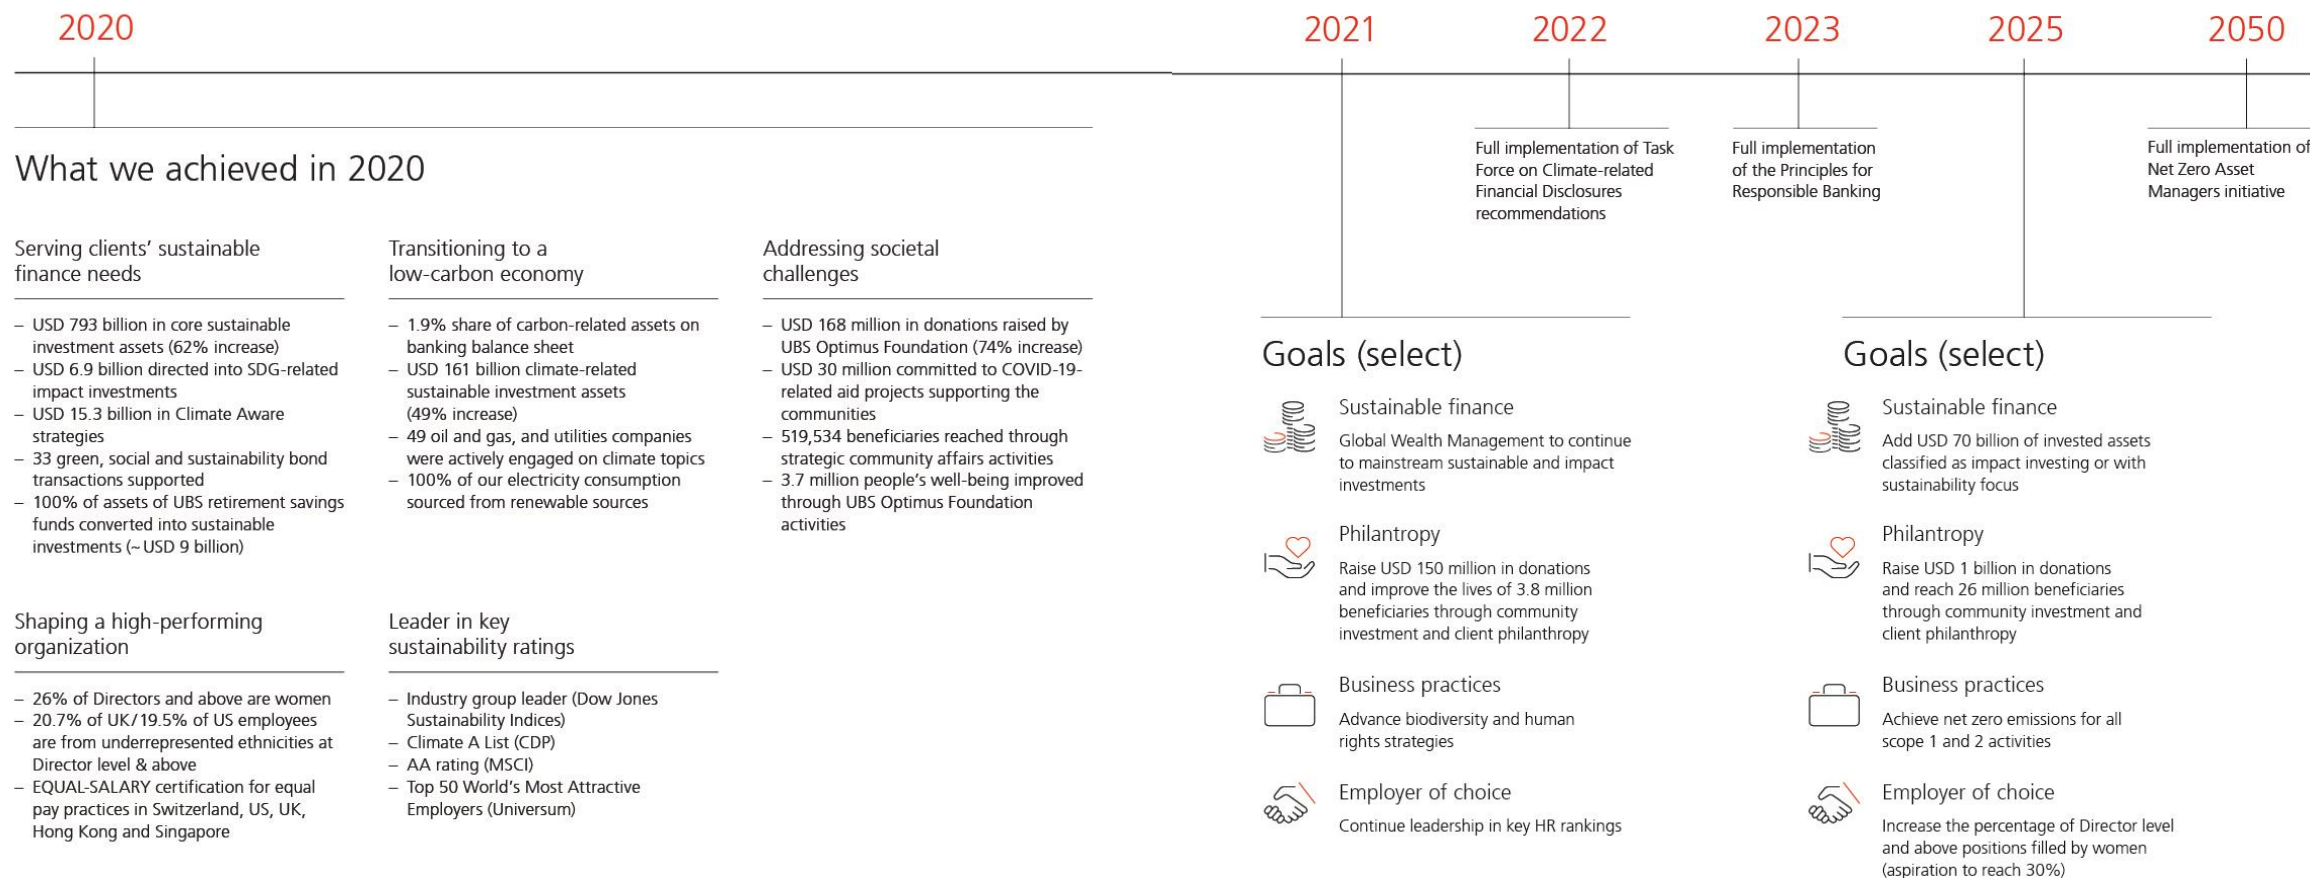 2020
2021
2022
2023
2025
2050
What we achieved in 2020
Serving clients’ sustainable
finance needs
– USD 793 billion in core sustainable
investment assets (62% increase)
– USD 6.9 billion directed into SDG-related
impact investments
– USD 15.3 billion in Climate Aware
strategies
– 33 green, social and sustainability bond
transactions supported
– 100% of assets of UBS retirement savings
funds converted into sustainable
investments (~USD 9 billion)
Transitioning to a
low-carbon economy
– 1.9% share of carbon-related assets on
banking balance sheet
– USD 161 billion climate-related
sustainable investment assets
(49% increase)
– 49 oil and gas, and utilities companies
were actively engaged on climate topics
– 100% of our electricity consumption
sourced from renewable sources
Addressing societal
challenges
– USD 168 million in donations raised by
UBS Optimus Foundation (74% increase)
– USD 30 million committed to COVID-19-
related aid projects supporting the
communities
– 519,534 beneficiaries reached through
strategic community affairs activities
– 3.7 million people’s well-being improved
through UBS Optimus Foundation
activities
Shaping a high-performing
organization
– 26% of Directors and above are women
– 20.7% of UK/19.5% of US employees
are from underrepresented ethnicities at
Director level & above
– EQUAL-SALARY certification for equal
pay practices in Switzerland, US, UK,
Hong Kong and Singapore
Leader in key
sustainability ratings
– Industry group leader (Dow Jones
Sustainability Indices)
– Climate A List (CDP)
– AA rating (MSCI)
– Top 50 World’s Most Attractive
Employers (Universum)
Full implementation of Task
Force on Climate-related
Financial Disclosures
recommendations
Full implementation
of the Principles for
Responsible Banking
Full implementation of
Net Zero Asset
Managers initiative
Goals (select)
Sustainable finance
Global Wealth Management to continue
to mainstream sustainable and impact
investments
Philantropy
Raise USD 150 million in donations
and improve the lives of 3.8 million
beneficiaries through community
investment and client philanthropy
Business practices
Advance biodiversity and human
rights strategies
Employer of choice
Continue leadership in key HR rankings
Goals (select)
Sustainable finance
Add USD 70 billion of invested assets
classified as impact investing or with
sustainability focus
Philantropy
Raise USD 1 billion in donations
and reach 26 million beneficiaries
through community investment and
client philanthropy
Business practices
Achieve net zero emissions for all
scope 1 and 2 activities
Employer of choice
Increase the percentage of Director level
and above positions filled by women
(aspiration to reach 30%)